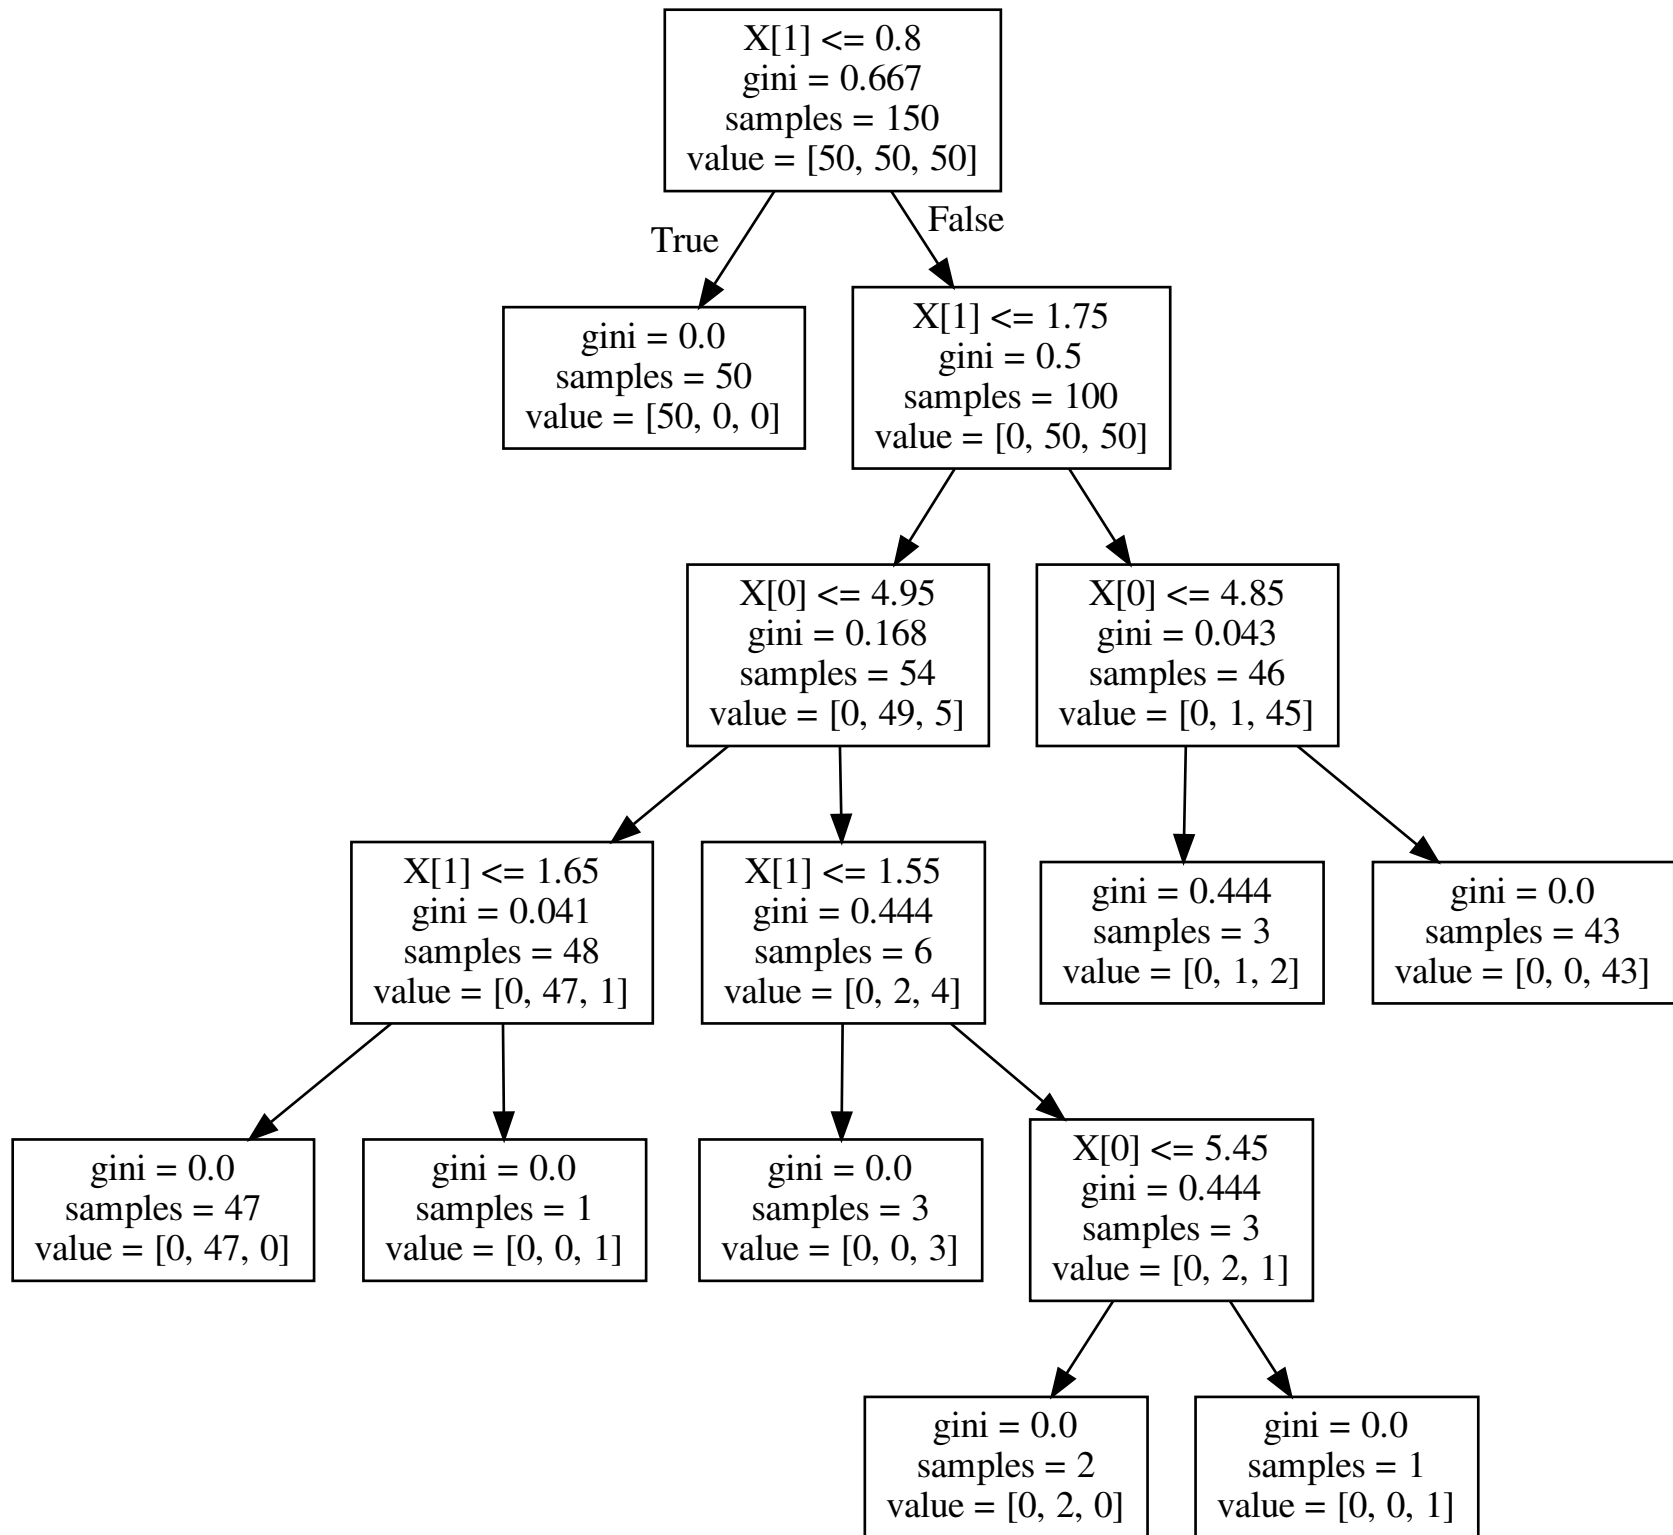 X[1] <= 0.8
gini = 0.667
samples = 150
value = [50, 50, 50]
True
False
gini = 0.0
samples = 50
value = [50, 0, 0]
X[1] <= 1.75
gini = 0.5
samples = 100
value = [0, 50, 50]
X[0] <= 4.95
gini = 0.168
samples = 54
value = [0, 49, 5]
X[0] <= 4.85
gini = 0.043
samples = 46
value = [0, 1, 45]
X[1] <= 1.65
gini = 0.041
samples = 48
value = [0, 47, 1]
X[1] <= 1.55
gini = 0.444
samples = 6
value = [0, 2, 4]
gini = 0.444
samples = 3
value = [0, 1, 2]
gini = 0.0
samples = 43
value = [0, 0, 43]
gini = 0.0
samples = 47
value = [0, 47, 0]
gini = 0.0
samples = 1
value = [0, 0, 1]
gini = 0.0
samples = 3
value = [0, 0, 3]
X[0] <= 5.45
gini = 0.444
samples = 3
value = [0, 2, 1]
gini = 0.0
samples = 2
value = [0, 2, 0]
gini = 0.0
samples = 1
value = [0, 0, 1]